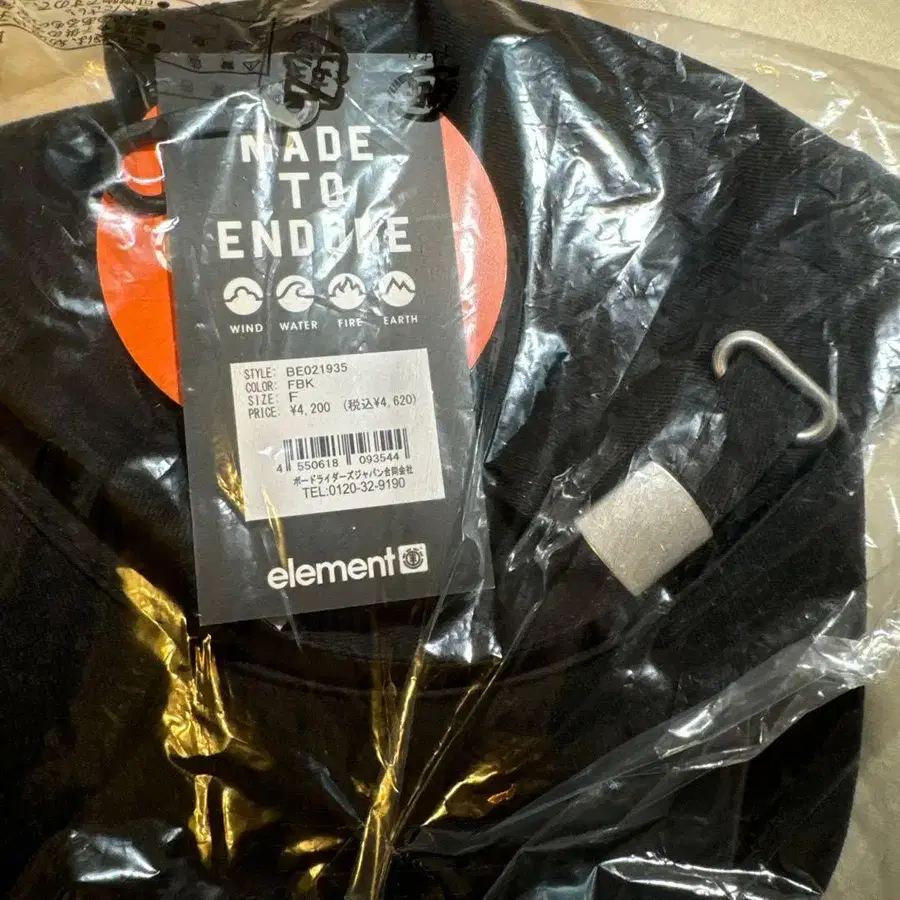 MADE
TO
ENDURE
WIND WATER FIRE EARTH
STYLE: BE021935
COLOR: FBK
SIZE: F
PRICE: ¥4,200 (税込¥4,620)
4 550618 093544
ボードライダーズジャパン合同会社
TEL:0120-32-9190
element